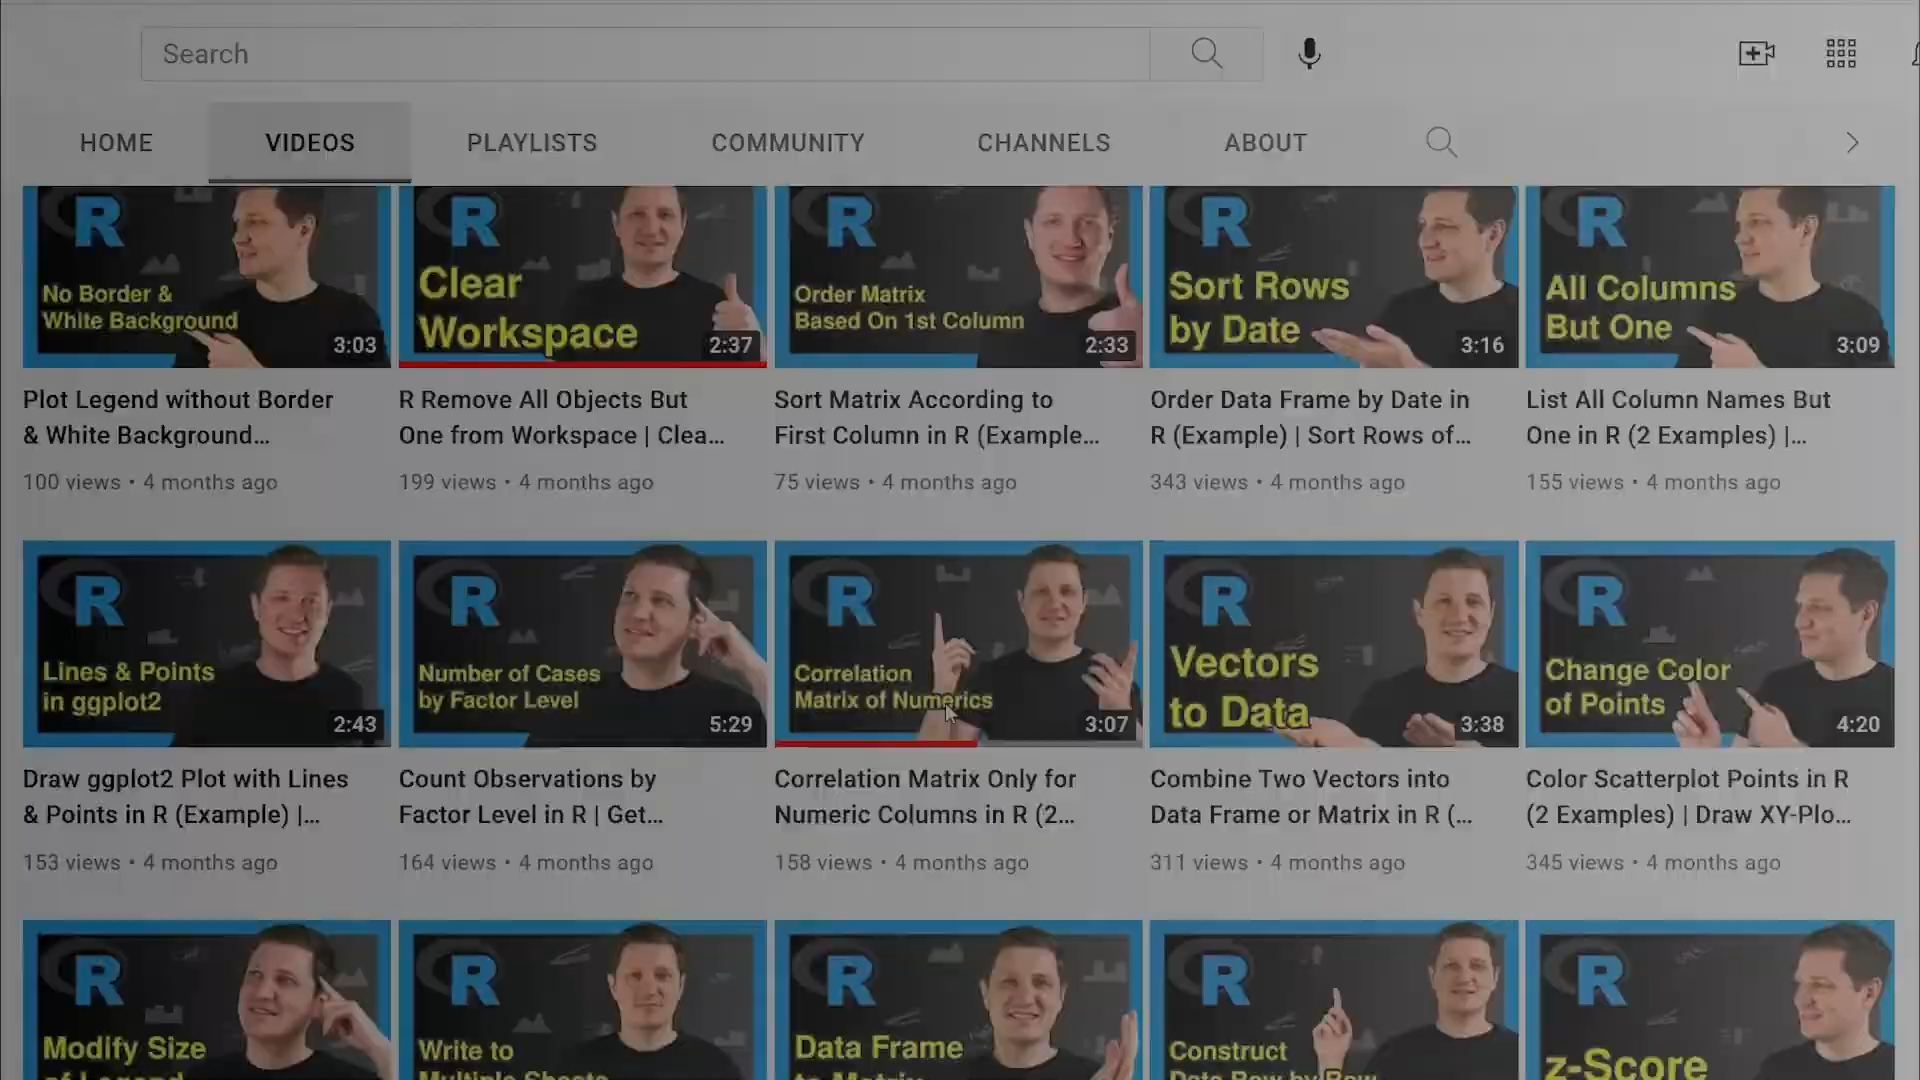 Search
HOME VIDEOS PLAYLISTS COMMUNITY CHANNELS ABOUT
R
No Border &
White Background
3:03
R
Clear
Workspace
2:37
R
Order Matrix
Based On 1st Column
2:33
R
Sort Rows
by Date
3:16
R
All Columns
But One
3:09
Plot Legend without Border
& White Background...
100 views • 4 months ago
R Remove All Objects But
One from Workspace | Clea...
199 views • 4 months ago
Sort Matrix According to
First Column in R (Example...
75 views • 4 months ago
Order Data Frame by Date in
R (Example) | Sort Rows of...
343 views • 4 months ago
List All Column Names But
One in R (2 Examples) |...
155 views • 4 months ago
R
Lines & Points
in ggplot2
2:43
R
Number of Cases
by Factor Level
5:29
R
Correlation
Matrix of Numerics
3:07
R
Vectors
to Data
3:38
R
Change Color
of Points
4:20
Draw ggplot2 Plot with Lines
& Points in R (Example) |...
153 views • 4 months ago
Count Observations by
Factor Level in R | Get...
164 views • 4 months ago
Correlation Matrix Only for
Numeric Columns in R (2...
158 views • 4 months ago
Combine Two Vectors into
Data Frame or Matrix in R (...
311 views • 4 months ago
Color Scatterplot Points in R
(2 Examples) | Draw XY-Plo...
345 views • 4 months ago
R
Modify Size
of Legend
R
Write to
Multiple Sheets
R
Data Frame
to Matrix
R
Construct
Data Row by Row
R
z-Score